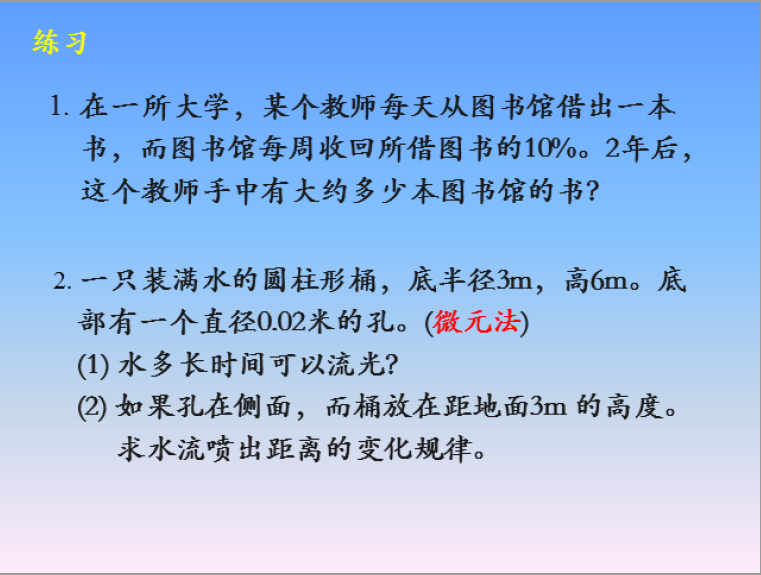 练习
1. 在一所大学，某个教师每天从图书馆借出一本
书，而图书馆每周收回所借图书的10%。2年后，
这个教师手中有大约多少本图书馆的书?
2. 一只装满水的圆柱形桶，底半径3m，高6m。底
部有一个直径0.02米的孔。(微元法)
(1) 水多长时间可以流光?
(2) 如果孔在侧面，而桶放在距地面3m 的高度。
求水流喷出距离的变化规律。